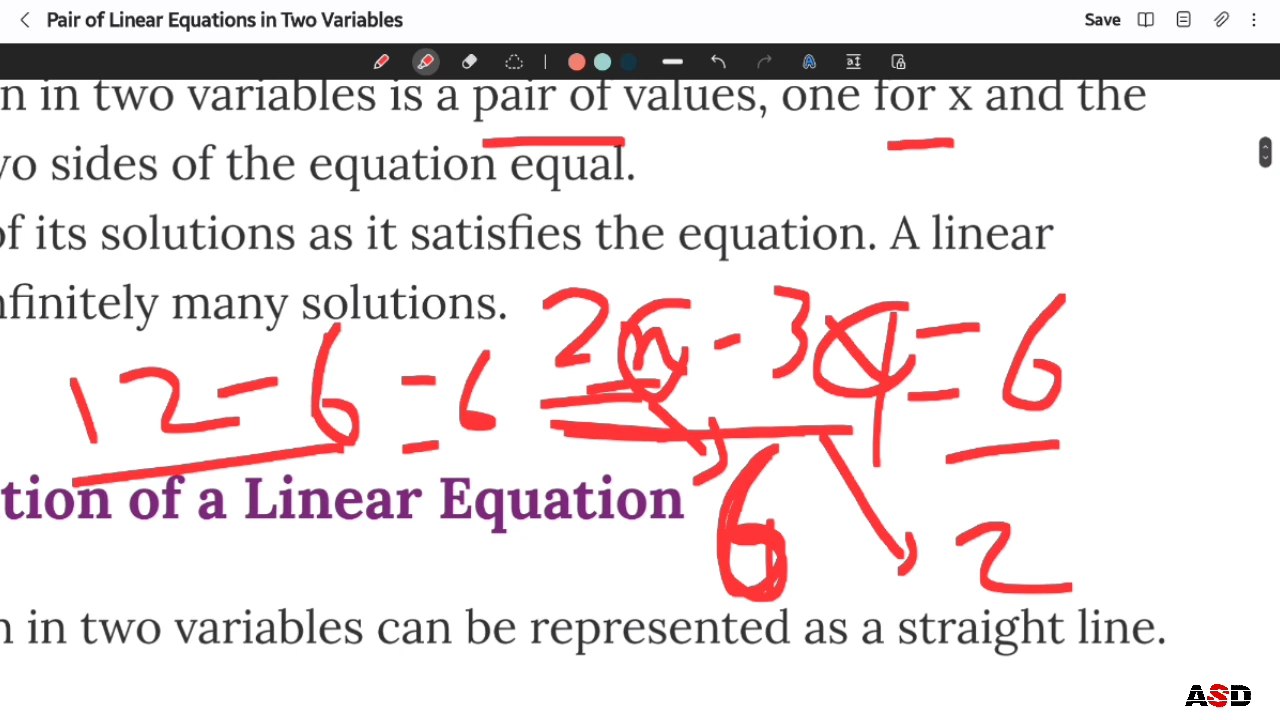 Pair of Linear Equations in Two Variables Save
n in two variables is a pair of values, one for x and the
vo sides of the equation equal.
of its solutions as it satisfies the equation. A linear
nfinitely many solutions.
2x - 3y = 6
12 - 6 = 6
6 2
tion of a Linear Equation
n in two variables can be represented as a straight line.
ASD